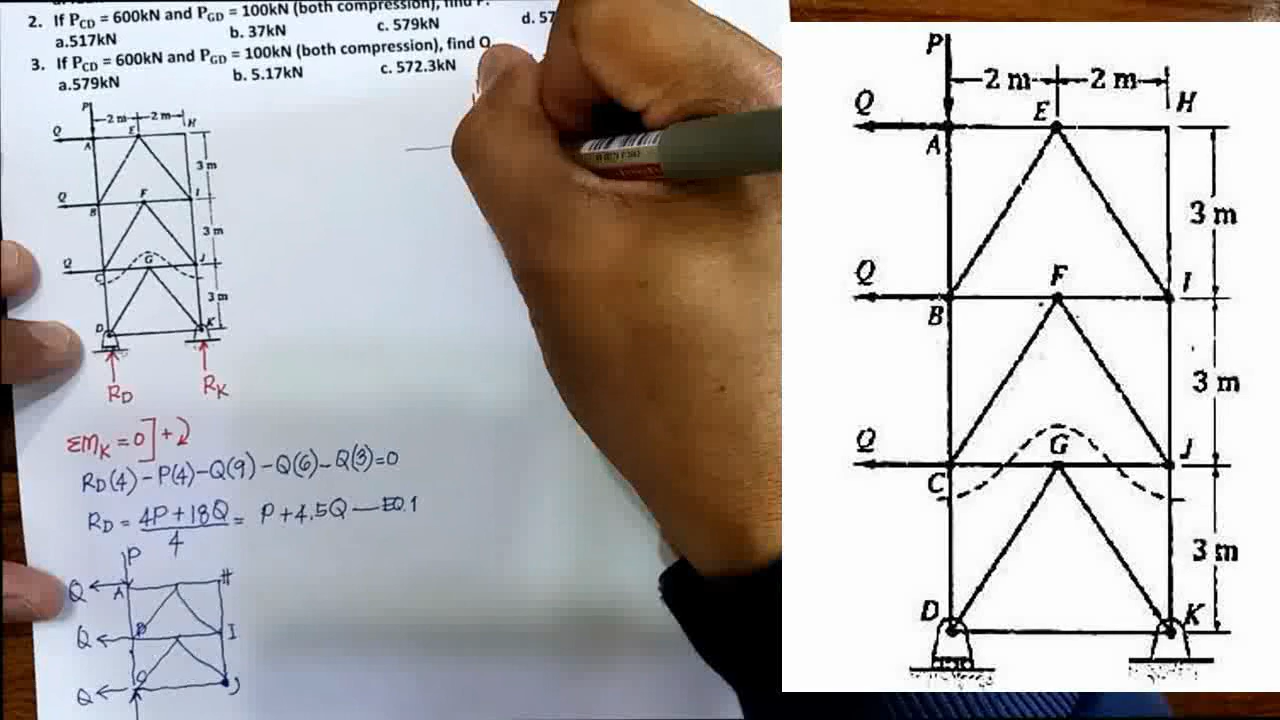 2. If PCD = 600kN and PGD = 100kN (both compression), find P.
a.517kN b. 37kN c. 579kN d. 57
3. If PCD = 600kN and PGD = 100kN (both compression), find Q
a.579kN b. 5.17kN c. 572.3kN
P
2 m 2 m
Q A E H
3 m
Q B F I
3 m
Q C G J
3 m
D K
RD RK
ΣMK = 0] +
RD(4) - P(4) - Q(9) - Q(6) - Q(3) = 0
RD = 4P + 18Q = P + 4.5Q — EQ.1
4
P
Q A H
Q B I
Q C J
P
2 m 2 m
Q E H
A
3 m
Q F I
B
3 m
Q G J
C
3 m
D K